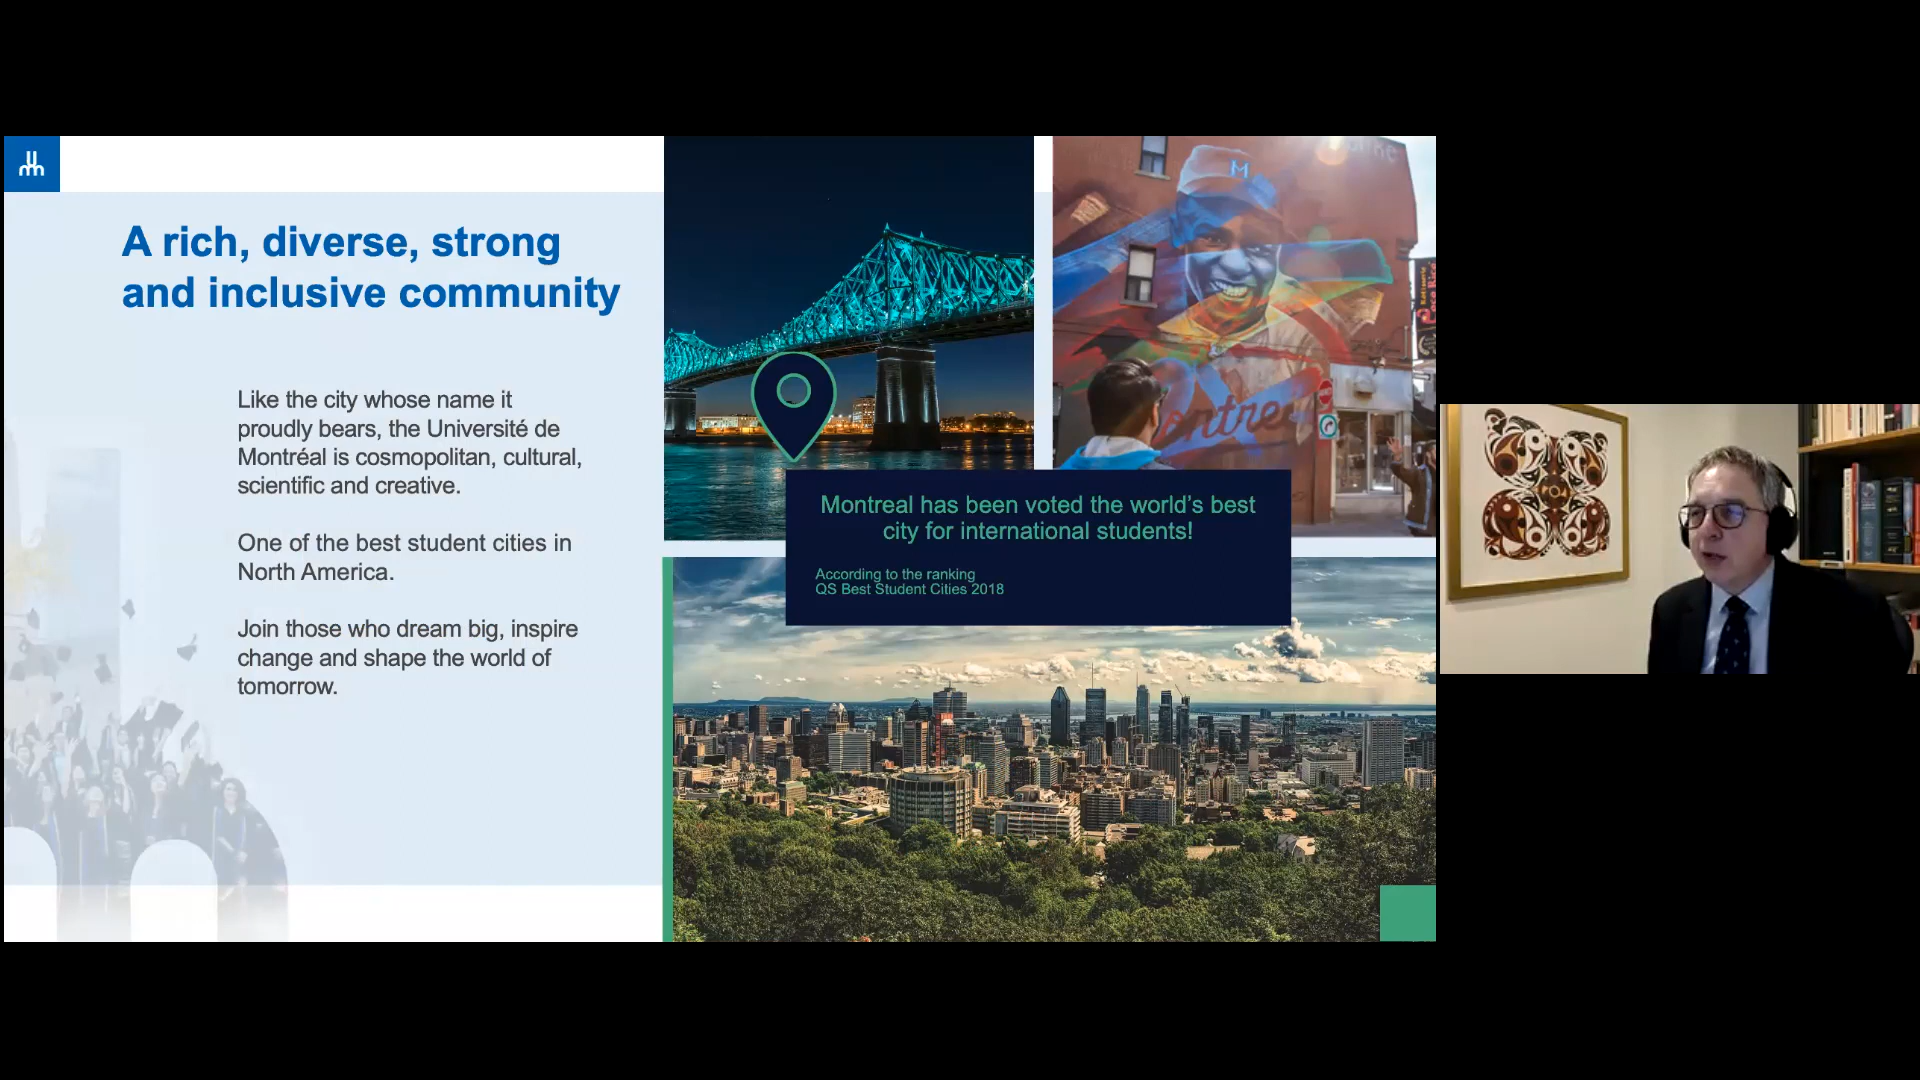 A rich, diverse, strong
and inclusive community
Like the city whose name it
proudly bears, the Université de
Montréal is cosmopolitan, cultural,
scientific and creative.
One of the best student cities in
North America.
Join those who dream big, inspire
change and shape the world of
tomorrow.
M
ntre
Montreal has been voted the world's best
city for international students!
According to the ranking
QS Best Student Cities 2018